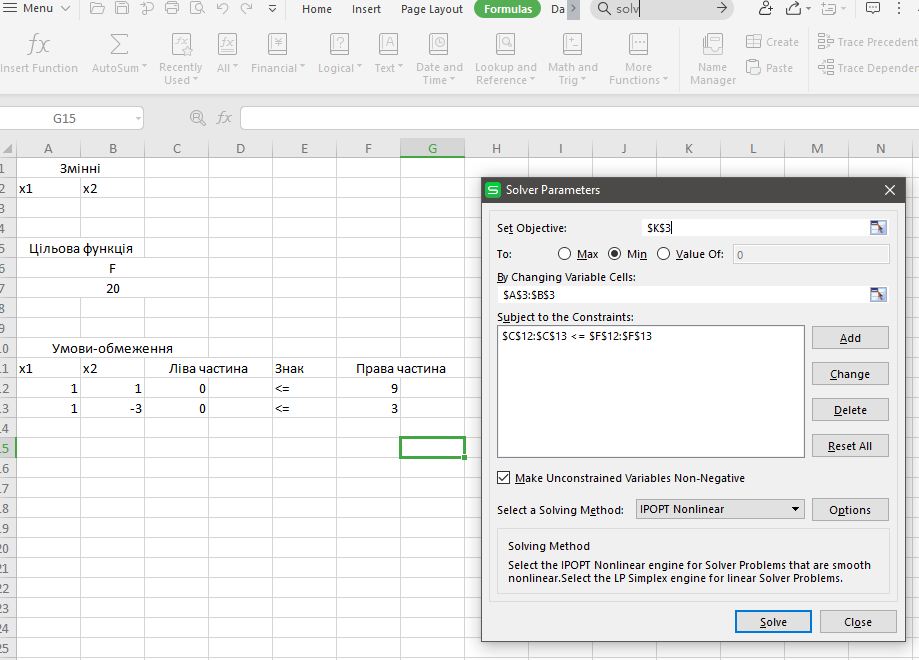 Menu Home Insert Page Layout Formulas Da solv
fx
Insert Function AutoSum Recently Used All Financial Logical Text Date and Time Lookup and Reference Math and Trig More Functions Name Manager Create Paste Trace Precedent Trace Depender
G15 fx
A B C D E F G H I J K L M N
1 Змінні
2 x1 x2
3
4
5 Цільова функція
6 F
7 20
8
9
10 Умови-обмеження
11 x1 x2 Ліва частина Знак Права частина
12 1 1 0 <= 9
13 1 -3 0 <= 3
14
15
16
17
18
19
20
21
22
23
24
25
Solver Parameters
Set Objective: $K$3
To: Max Min Value Of: 0
By Changing Variable Cells:
$A$3:$B$3
Subject to the Constraints:
$C$12:$C$13 <= $F$12:$F$13
Add
Change
Delete
Reset All
Make Unconstrained Variables Non-Negative
Select a Solving Method: IPOPT Nonlinear Options
Solving Method
Select the IPOPT Nonlinear engine for Solver Problems that are smooth
nonlinear.Select the LP Simplex engine for linear Solver Problems.
Solve Close